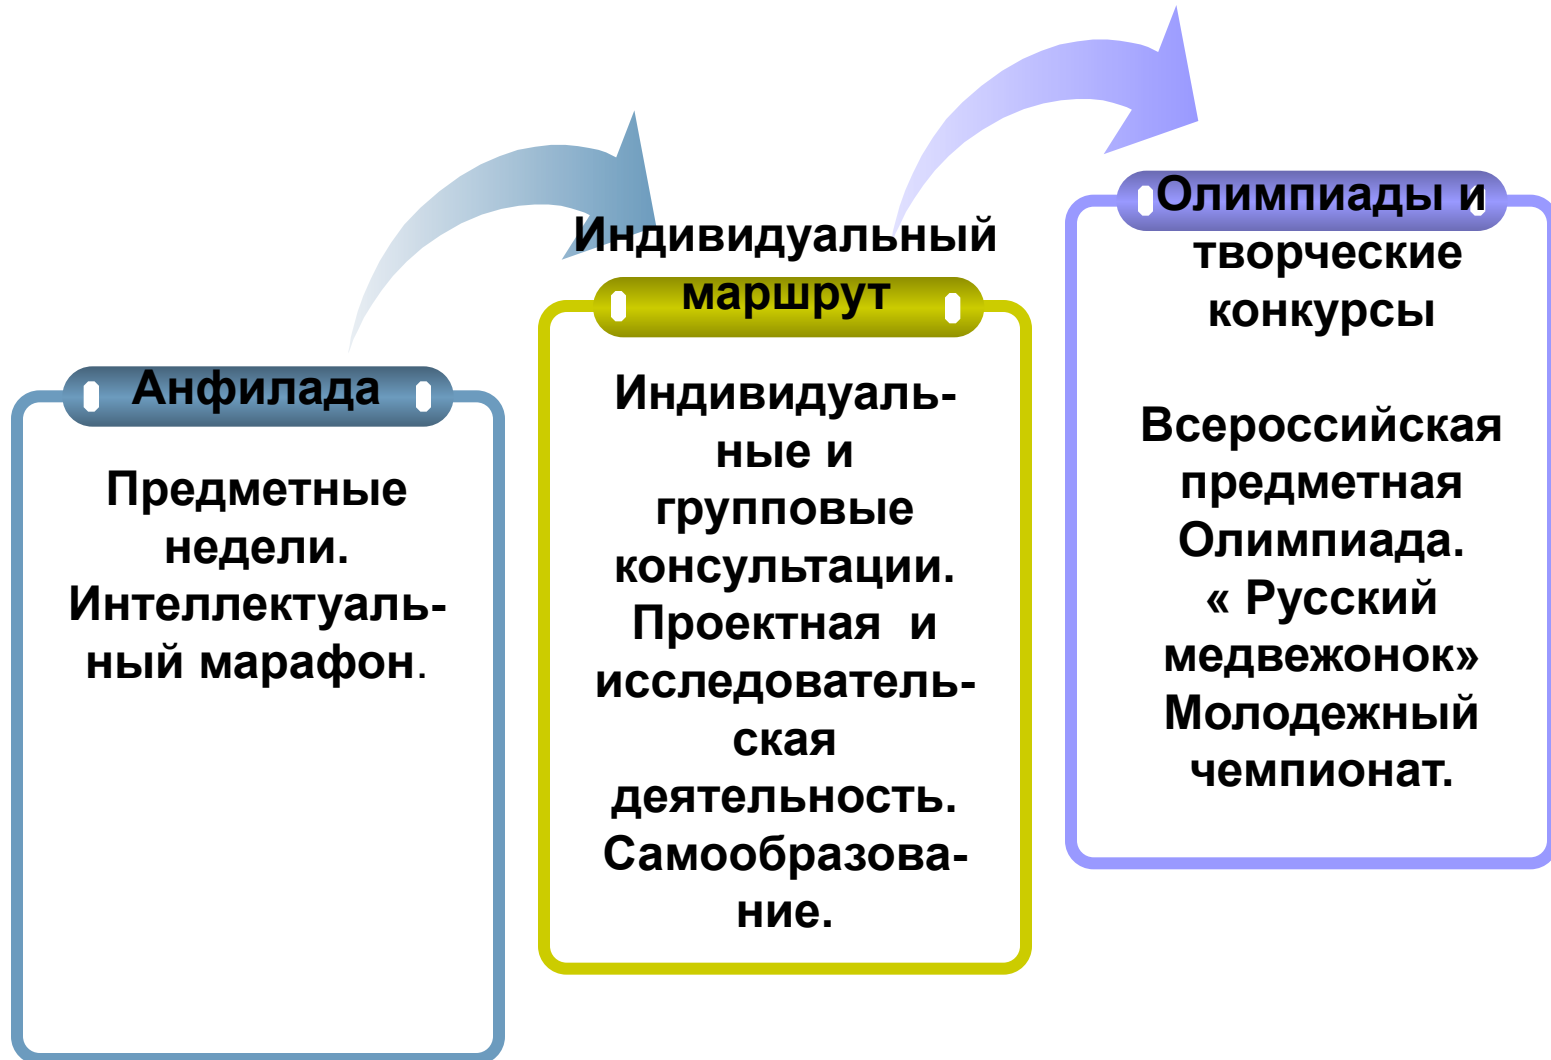 Анфилада
Предметные
недели.
Интеллектуаль-
ный марафон.
Индивидуальный
маршрут
Индивидуаль-
ные и
групповые
консультации.
Проектная  и
исследователь-
ская
деятельность.
Самообразова-
ние.
Олимпиады и
творческие
конкурсы
Всероссийская
предметная
Олимпиада.
« Русский
медвежонок»
Молодежный
чемпионат.